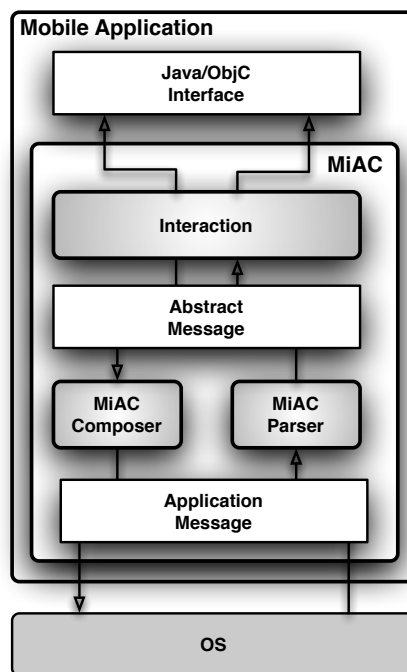 Mobile Application
Java/ObjC
Interface
MiAC
Interaction
Abstract
Message
MiAC
Composer
MiAC
Parser
Application
Message
OS